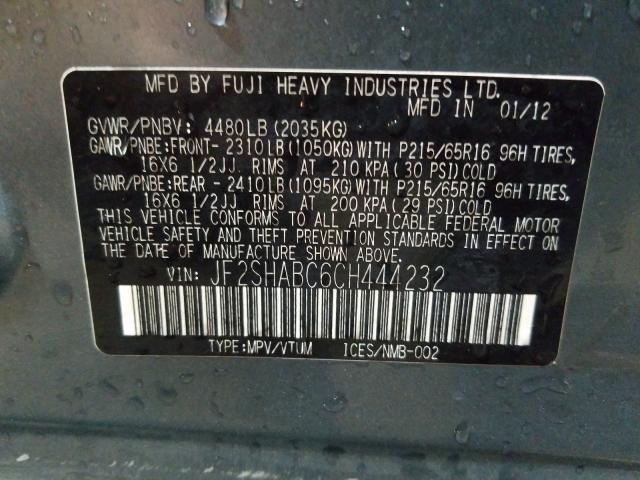 MFD BY FUJI HEAVY INDUSTRIES LTD.
MFD IN 01/12
GVWR/PNBV: 4480LB (2035KG)
GAWR/PNBE:FRONT- 2310LB (1050KG) WITH P215/65R16 96H TIRES,
16X6 1/2JJ. RIMS AT 210 KPA (30 PSI) COLD
GAWR/PNBE:REAR - 2410LB (1095KG) WITH P215/65R16 96H TIRES,
16X6 1/2JJ. RIMS AT 200 KPA (29 PSI) COLD
THIS VEHICLE CONFORMS TO ALL APPLICABLE FEDERAL MOTOR
VEHICLE SAFETY AND THEFT PREVENTION STANDARDS IN EFFECT ON
THE DATE OF MANUFACTURE SHOWN ABOVE.
VIN: JF2SHABC6CH444232
TYPE:MPV/VTUM ICES/NMB-002